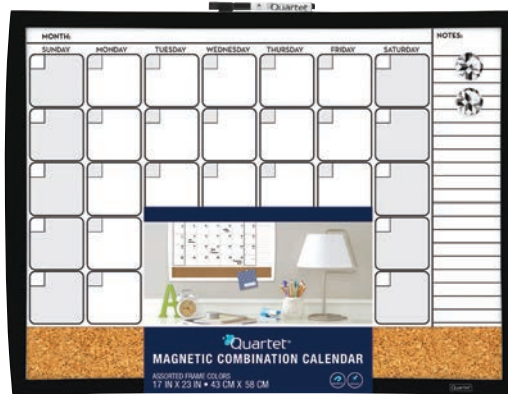 Quartet
MONTH:
NOTES:
SUNDAY MONDAY TUESDAY WEDNESDAY THURSDAY FRIDAY SATURDAY
A
Quartet
MAGNETIC COMBINATION CALENDAR
ASSORTED FRAME COLORS
17 IN X 23 IN • 43 CM X 58 CM
Quartet